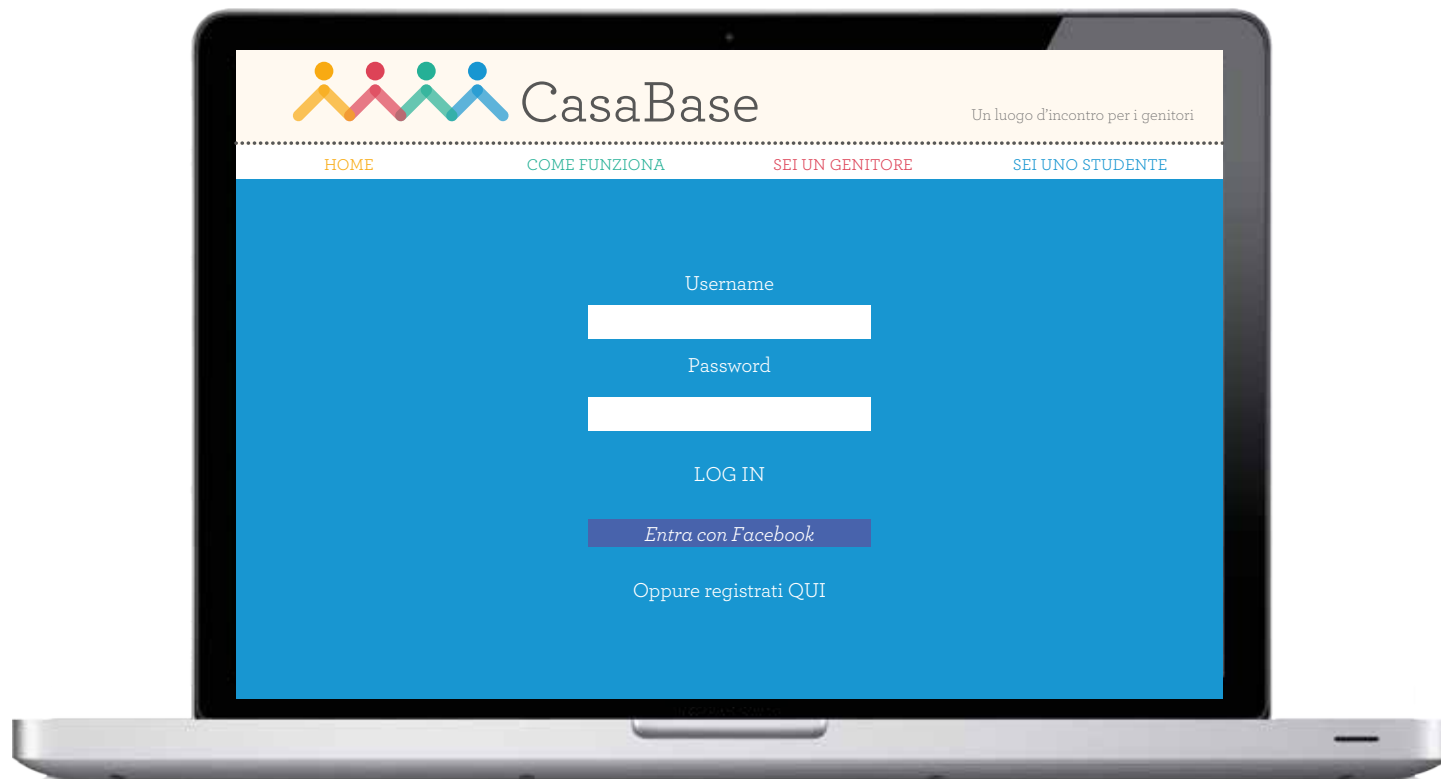 CasaBase
Un luogo d'incontro per i genitori
HOME COME FUNZIONA SEI UN GENITORE SEI UNO STUDENTE
Username
Password
LOG IN
Entra con Facebook
Oppure registrati QUI